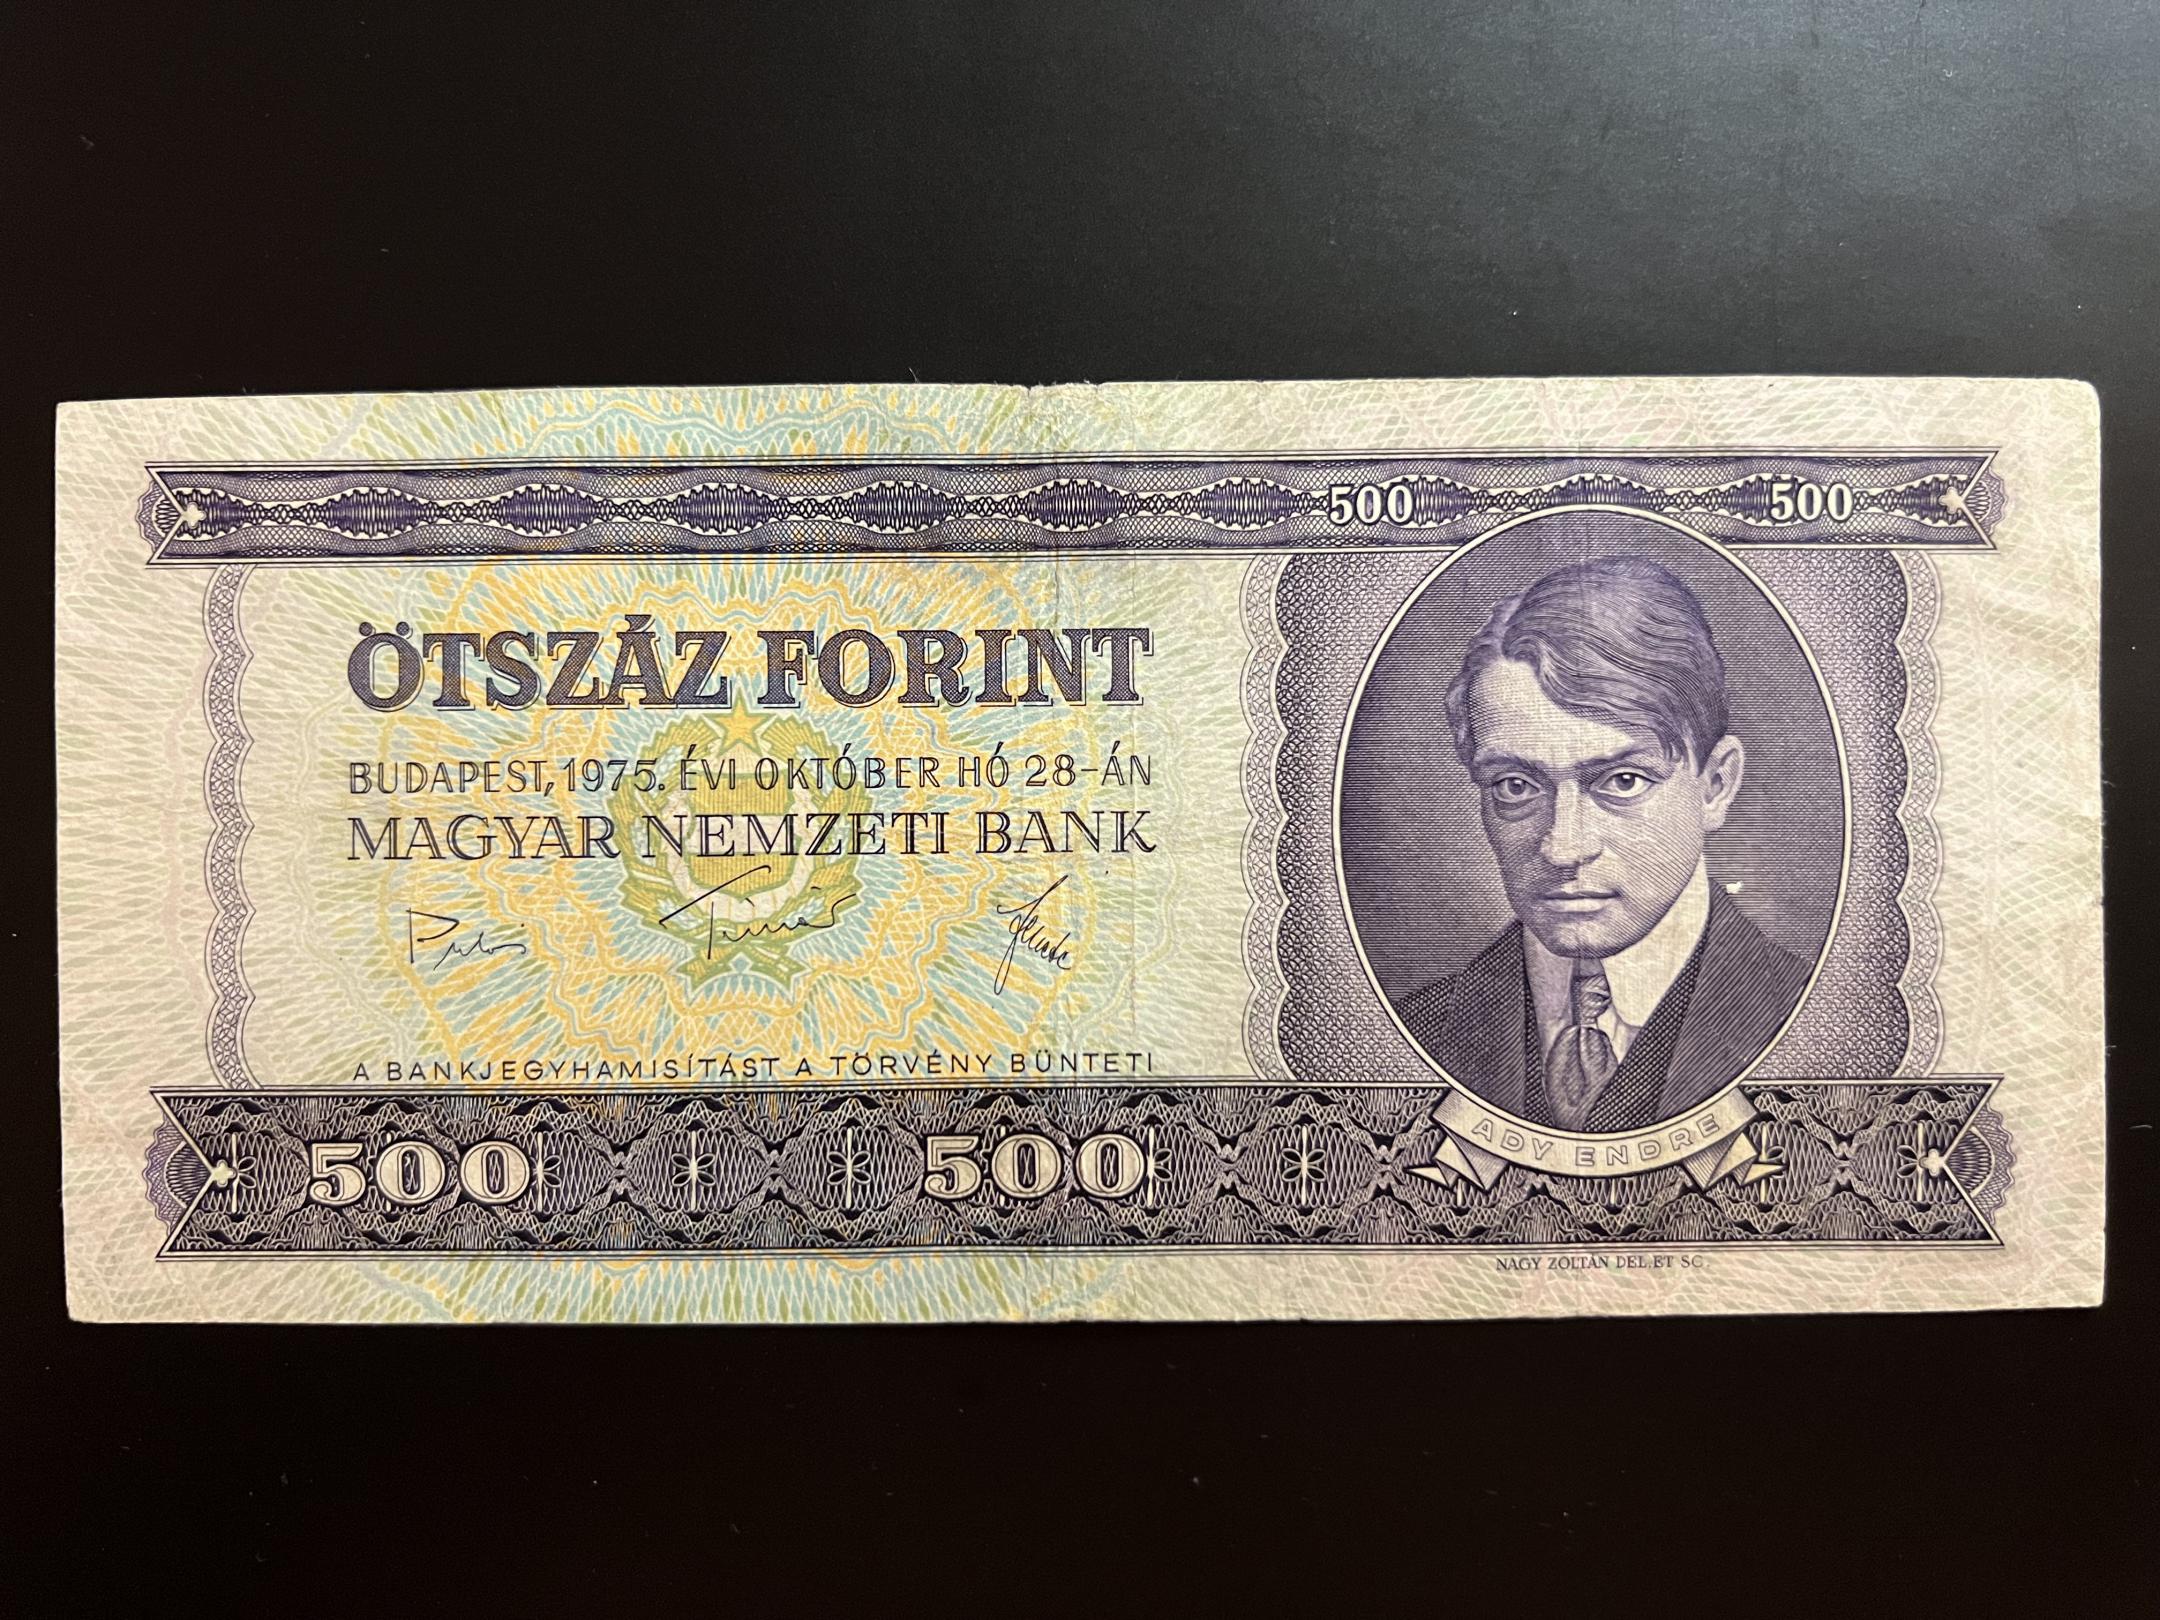 500 500
ÖTSZÁZ FORINT
BUDAPEST, 1975. ÉVI OKTÓBER HÓ 28-ÁN
MAGYAR NEMZETI BANK
A BANKJEGYHAMISÍTÁST A TÖRVÉNY BÜNTETI
500 500
ADY ENDRE
NAGY ZOLTÁN DEL. ET SC.